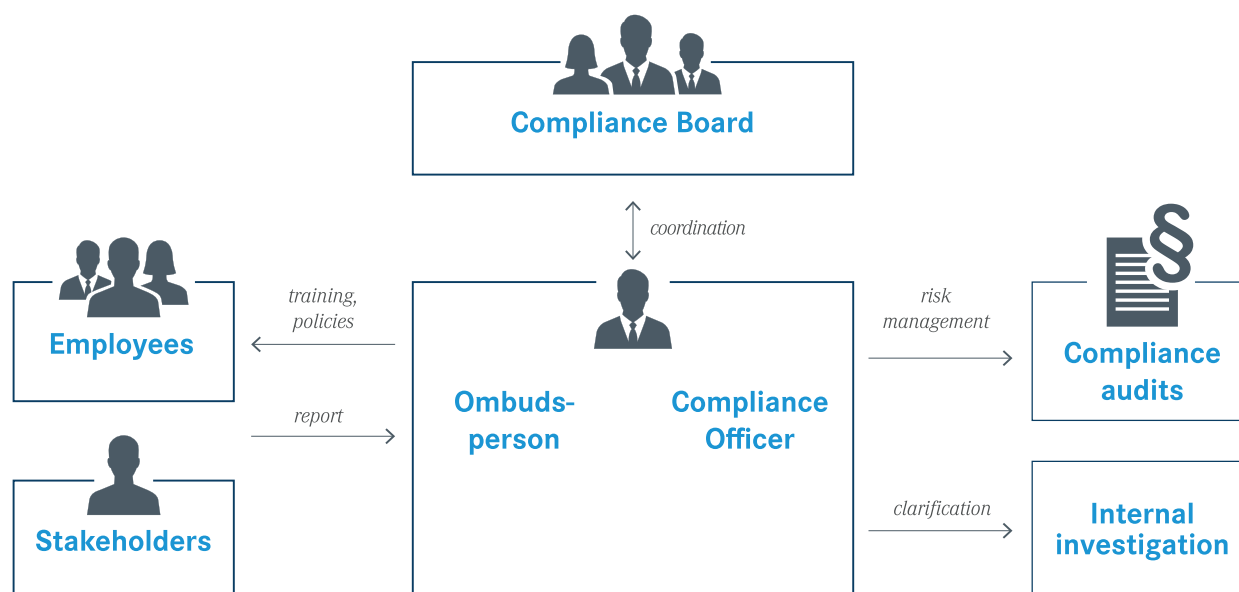 Compliance Board
coordination
Employees
training,
policies
report
Stakeholders
Ombuds-
person
Compliance
Officer
risk
management
§
Compliance
audits
clarification
Internal
investigation